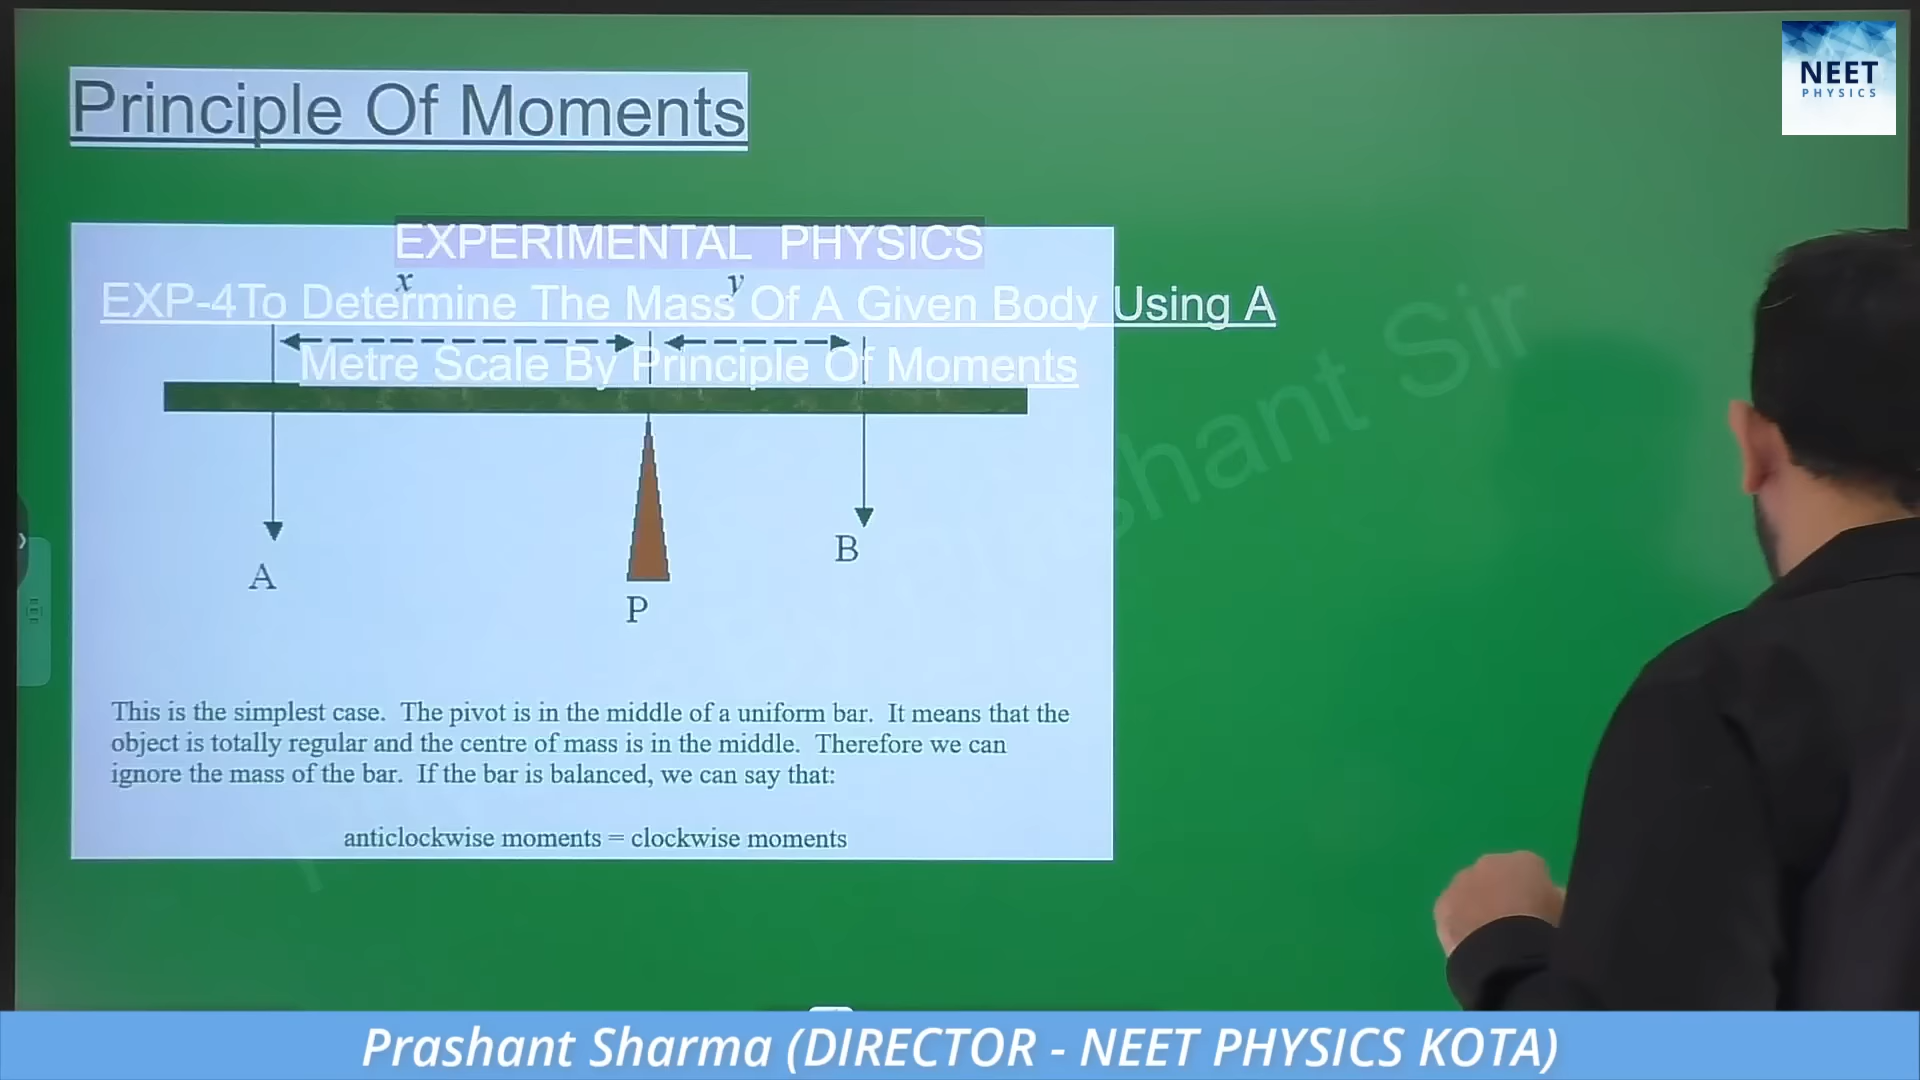 NEET
PHYSICS
Principle Of Moments
EXPERIMENTAL PHYSICS
x y
EXP-4To Determine The Mass Of A Given Body Using A
Metre Scale By Principle Of Moments
shant Sir
A
B
P
This is the simplest case. The pivot is in the middle of a uniform bar. It means that the
object is totally regular and the centre of mass is in the middle. Therefore we can
ignore the mass of the bar. If the bar is balanced, we can say that:
anticlockwise moments = clockwise moments
Prashant Sharma (DIRECTOR - NEET PHYSICS KOTA)